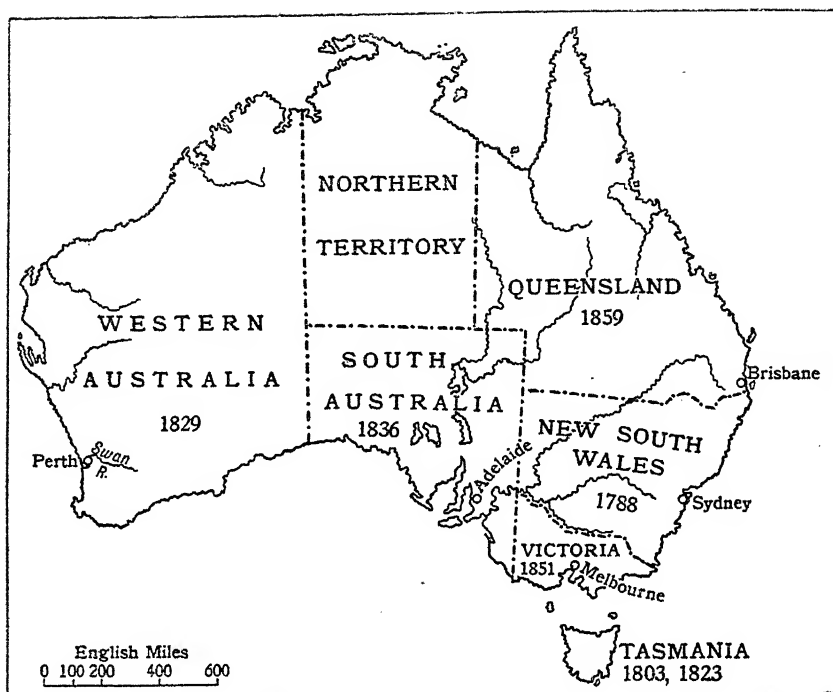 NORTHERN
TERRITORY
QUEENSLAND
1859
WESTERN
AUSTRALIA
1829
SOUTH
AUSTRALIA
1836
Brisbane
NEW SOUTH
WALES
1788
Perth
Swan
R.
Adelaide
Sydney
VICTORIA
1851
Melbourne
TASMANIA
1803, 1823
English Miles
0 100 200 400 600